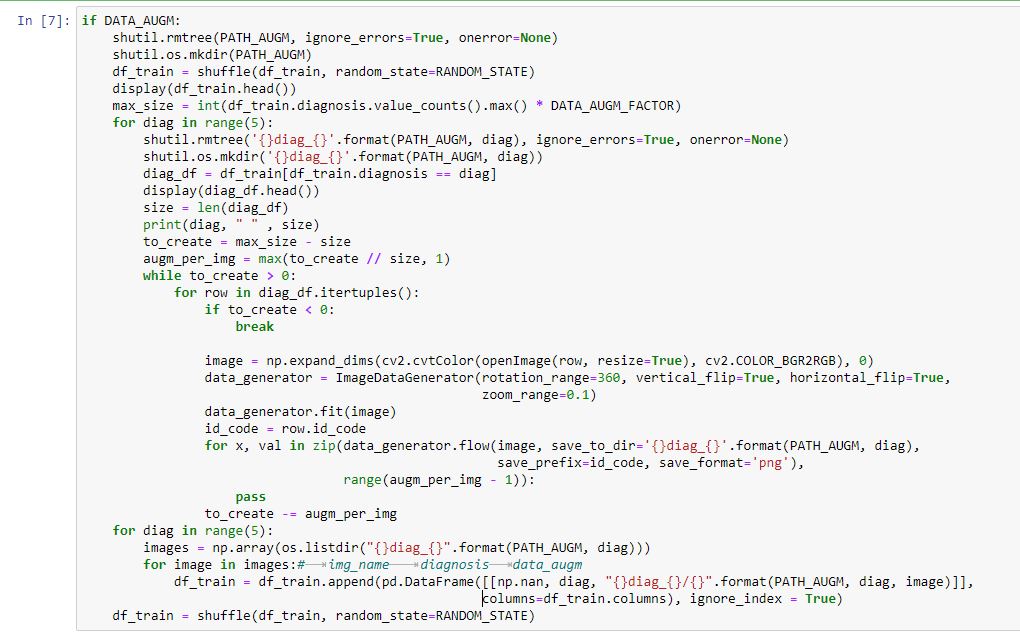 In [7]: if DATA_AUGM:
    shutil.rmtree(PATH_AUGM, ignore_errors=True, onerror=None)
    shutil.os.mkdir(PATH_AUGM)
    df_train = shuffle(df_train, random_state=RANDOM_STATE)
    display(df_train.head())
    max_size = int(df_train.diagnosis.value_counts().max() * DATA_AUGM_FACTOR)
    for diag in range(5):
        shutil.rmtree('{}diag_{}'.format(PATH_AUGM, diag), ignore_errors=True, onerror=None)
        shutil.os.mkdir('{}diag_{}'.format(PATH_AUGM, diag))
        diag_df = df_train[df_train.diagnosis == diag]
        display(diag_df.head())
        size = len(diag_df)
        print(diag, " " , size)
        to_create = max_size - size
        augm_per_img = max(to_create // size, 1)
        while to_create > 0:
            for row in diag_df.itertuples():
                if to_create < 0:
                    break
                image = np.expand_dims(cv2.cvtColor(openImage(row, resize=True), cv2.COLOR_BGR2RGB), 0)
                data_generator = ImageDataGenerator(rotation_range=360, vertical_flip=True, horizontal_flip=True,
                                                    zoom_range=0.1)
                data_generator.fit(image)
                id_code = row.id_code
                for x, val in zip(data_generator.flow(image, save_to_dir='{}diag_{}'.format(PATH_AUGM, diag),
                                                      save_prefix=id_code, save_format='png'),
                                  range(augm_per_img - 1)):
                    pass
                to_create -= augm_per_img
    for diag in range(5):
        images = np.array(os.listdir("{}diag_{}".format(PATH_AUGM, diag)))
        for image in images:#→img_name→diagnosis→data_augm
            df_train = df_train.append(pd.DataFrame([[np.nan, diag, "{}diag_{}/{}".format(PATH_AUGM, diag, image)]],
                                                    columns=df_train.columns), ignore_index = True)
    df_train = shuffle(df_train, random_state=RANDOM_STATE)